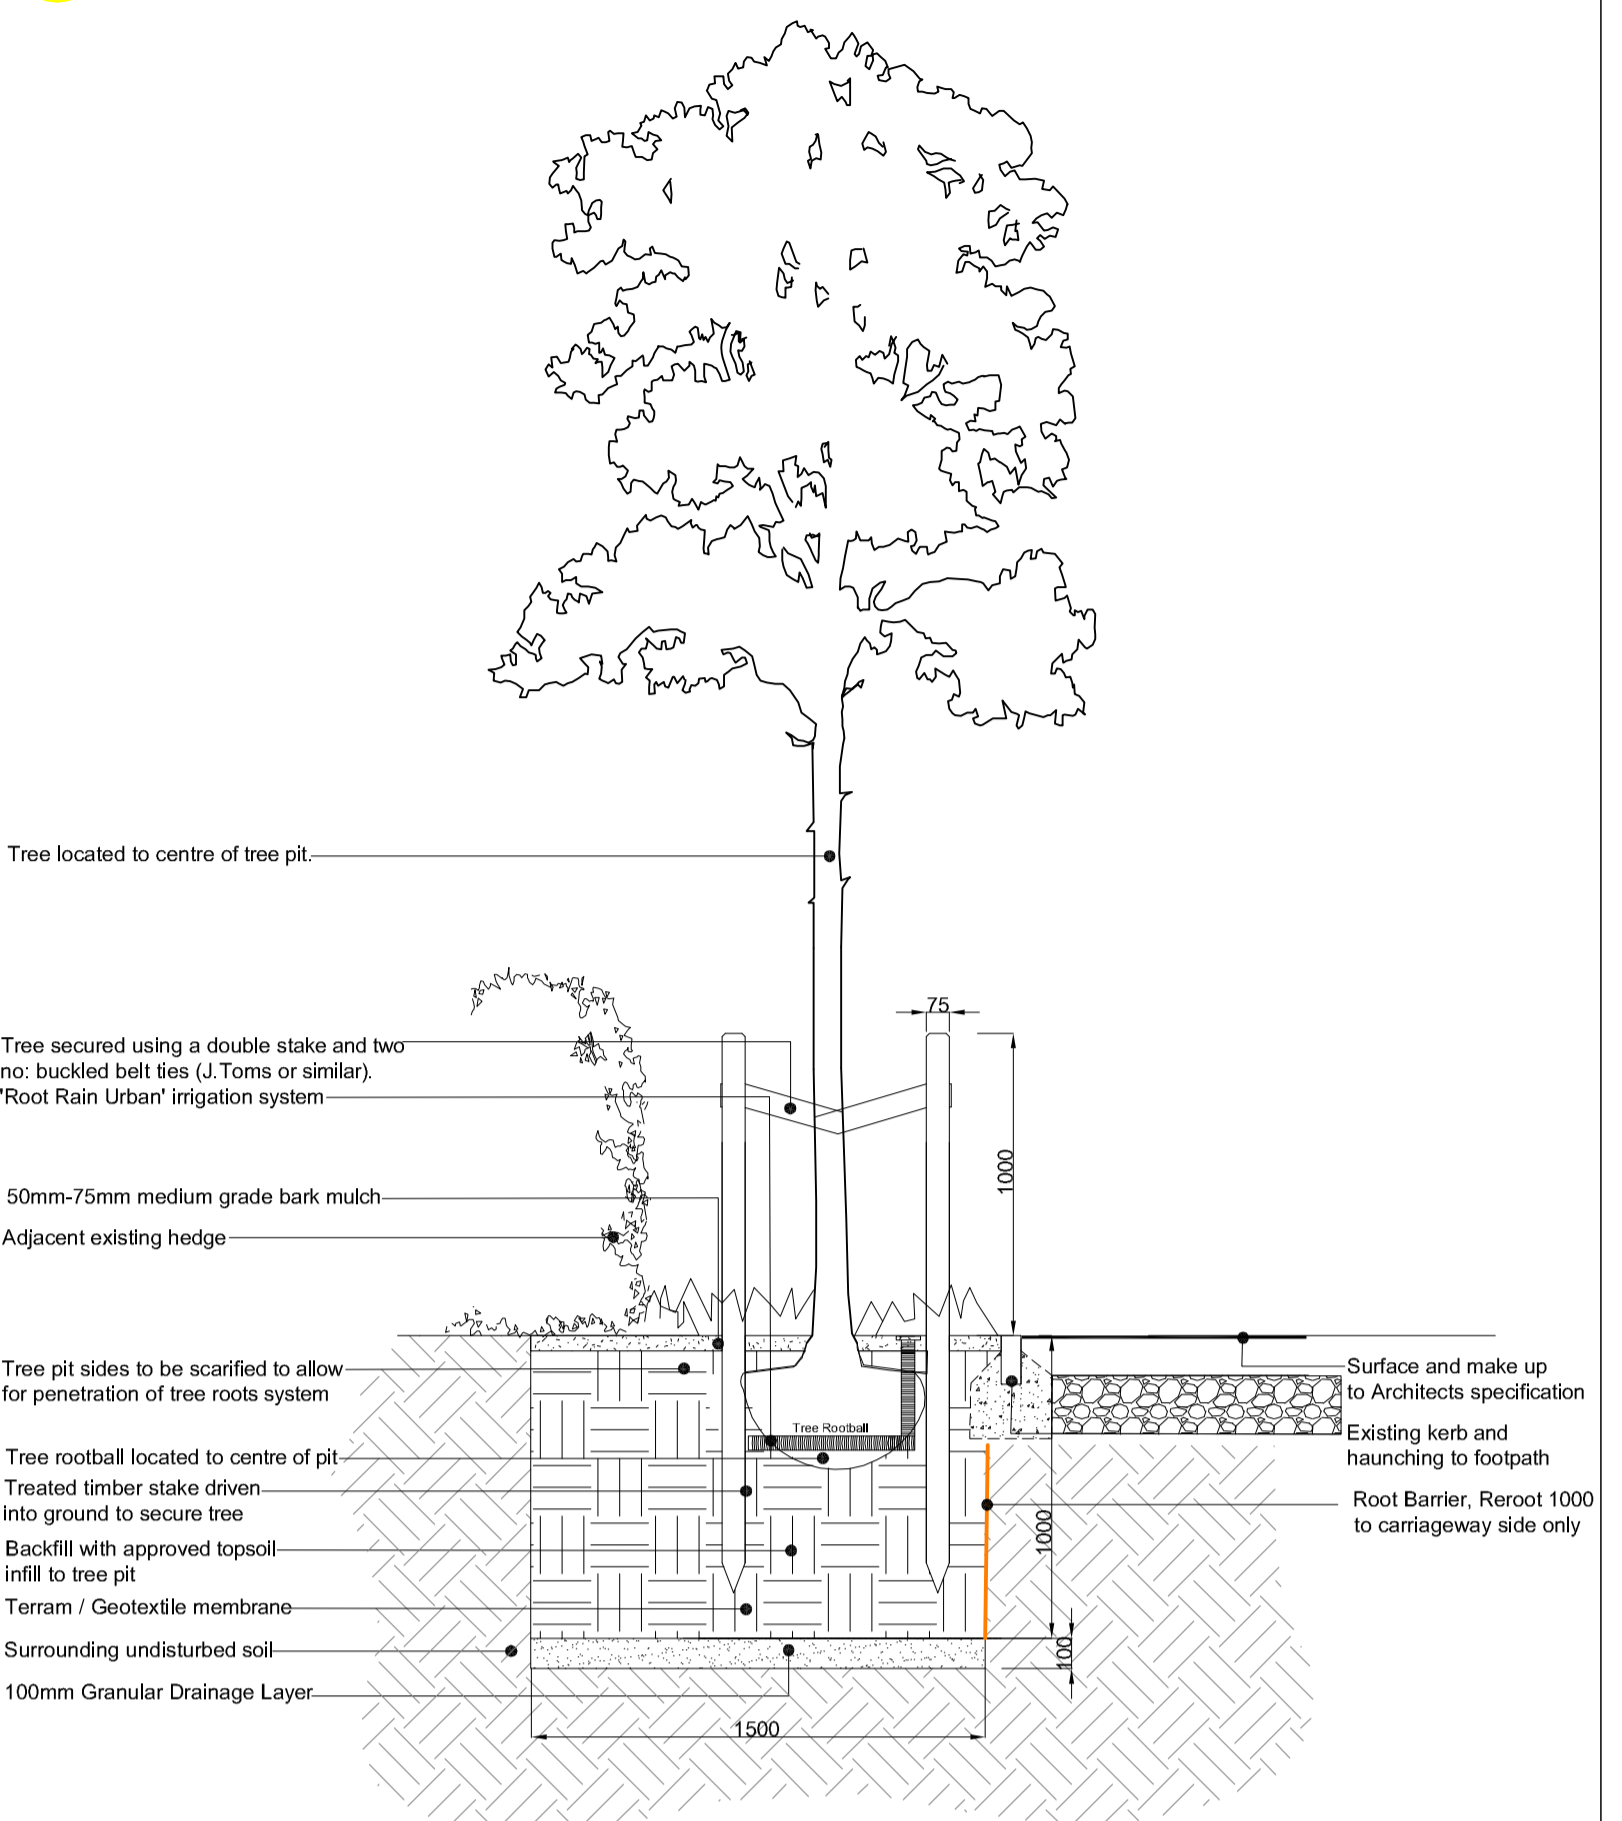 Tree located to centre of tree pit.
75
Tree secured using a double stake and two
no: buckled belt ties (J.Toms or similar).
'Root Rain Urban' irrigation system
1000
50mm-75mm medium grade bark mulch
Adjacent existing hedge
Tree pit sides to be scarified to allow
for penetration of tree roots system
Surface and make up
to Architects specification
Tree Rootball
Existing kerb and
haunching to footpath
Tree rootball located to centre of pit
Treated timber stake driven
into ground to secure tree
Root Barrier, Reroot 1000
to carriageway side only
1000
Backfill with approved topsoil
infill to tree pit
Terram / Geotextile membrane
Surrounding undisturbed soil
100
100mm Granular Drainage Layer
1500